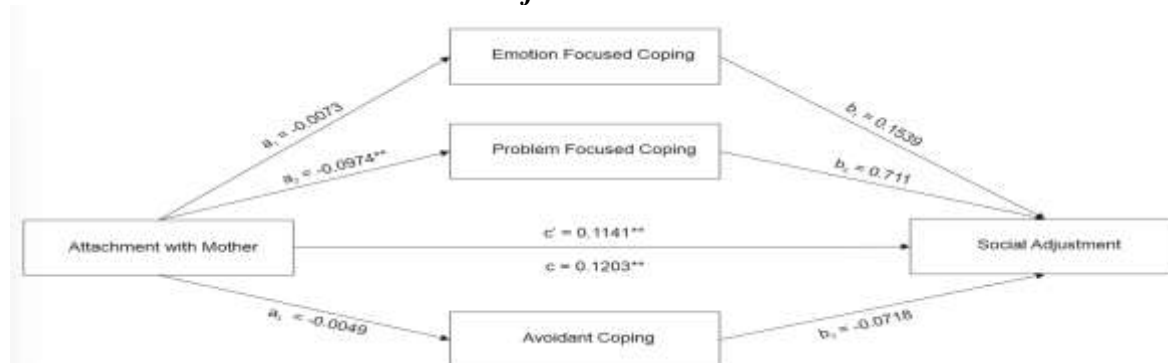 Emotion Focused Coping
a₁ = -0.0073
b₁ = 0.1539
Problem Focused Coping
a₂ = -0.0974**
b₂ = 0.711
Attachment with Mother
c' = 0.1141**
c = 0.1203**
Social Adjustment
a₃ = -0.0049
Avoidant Coping
b₃ = -0.0718